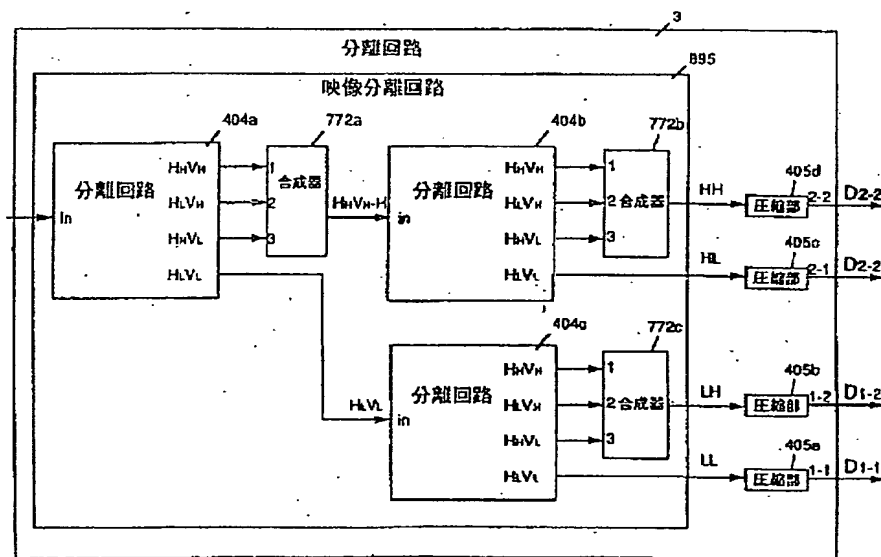 3
分離回路
895
映像分離回路
404a
772a
404b
772b
405d
分離回路
In
HHVH
HLVH
HHVL
HLVL
1
2
3
合成器
HHVH-H
分離回路
in
HHVH
HLVH
HHVL
HLVL
1
2
3
合成器
HH
圧縮部
2-2
D2-2
405c
HL
圧縮部
2-1
D2-2
404c
772c
405b
HLVL
分離回路
in
HHVH
HLVH
HHVL
HLVL
1
2
3
合成器
LH
圧縮部
1-2
D1-2
405a
LL
圧縮部
1-1
D1-1